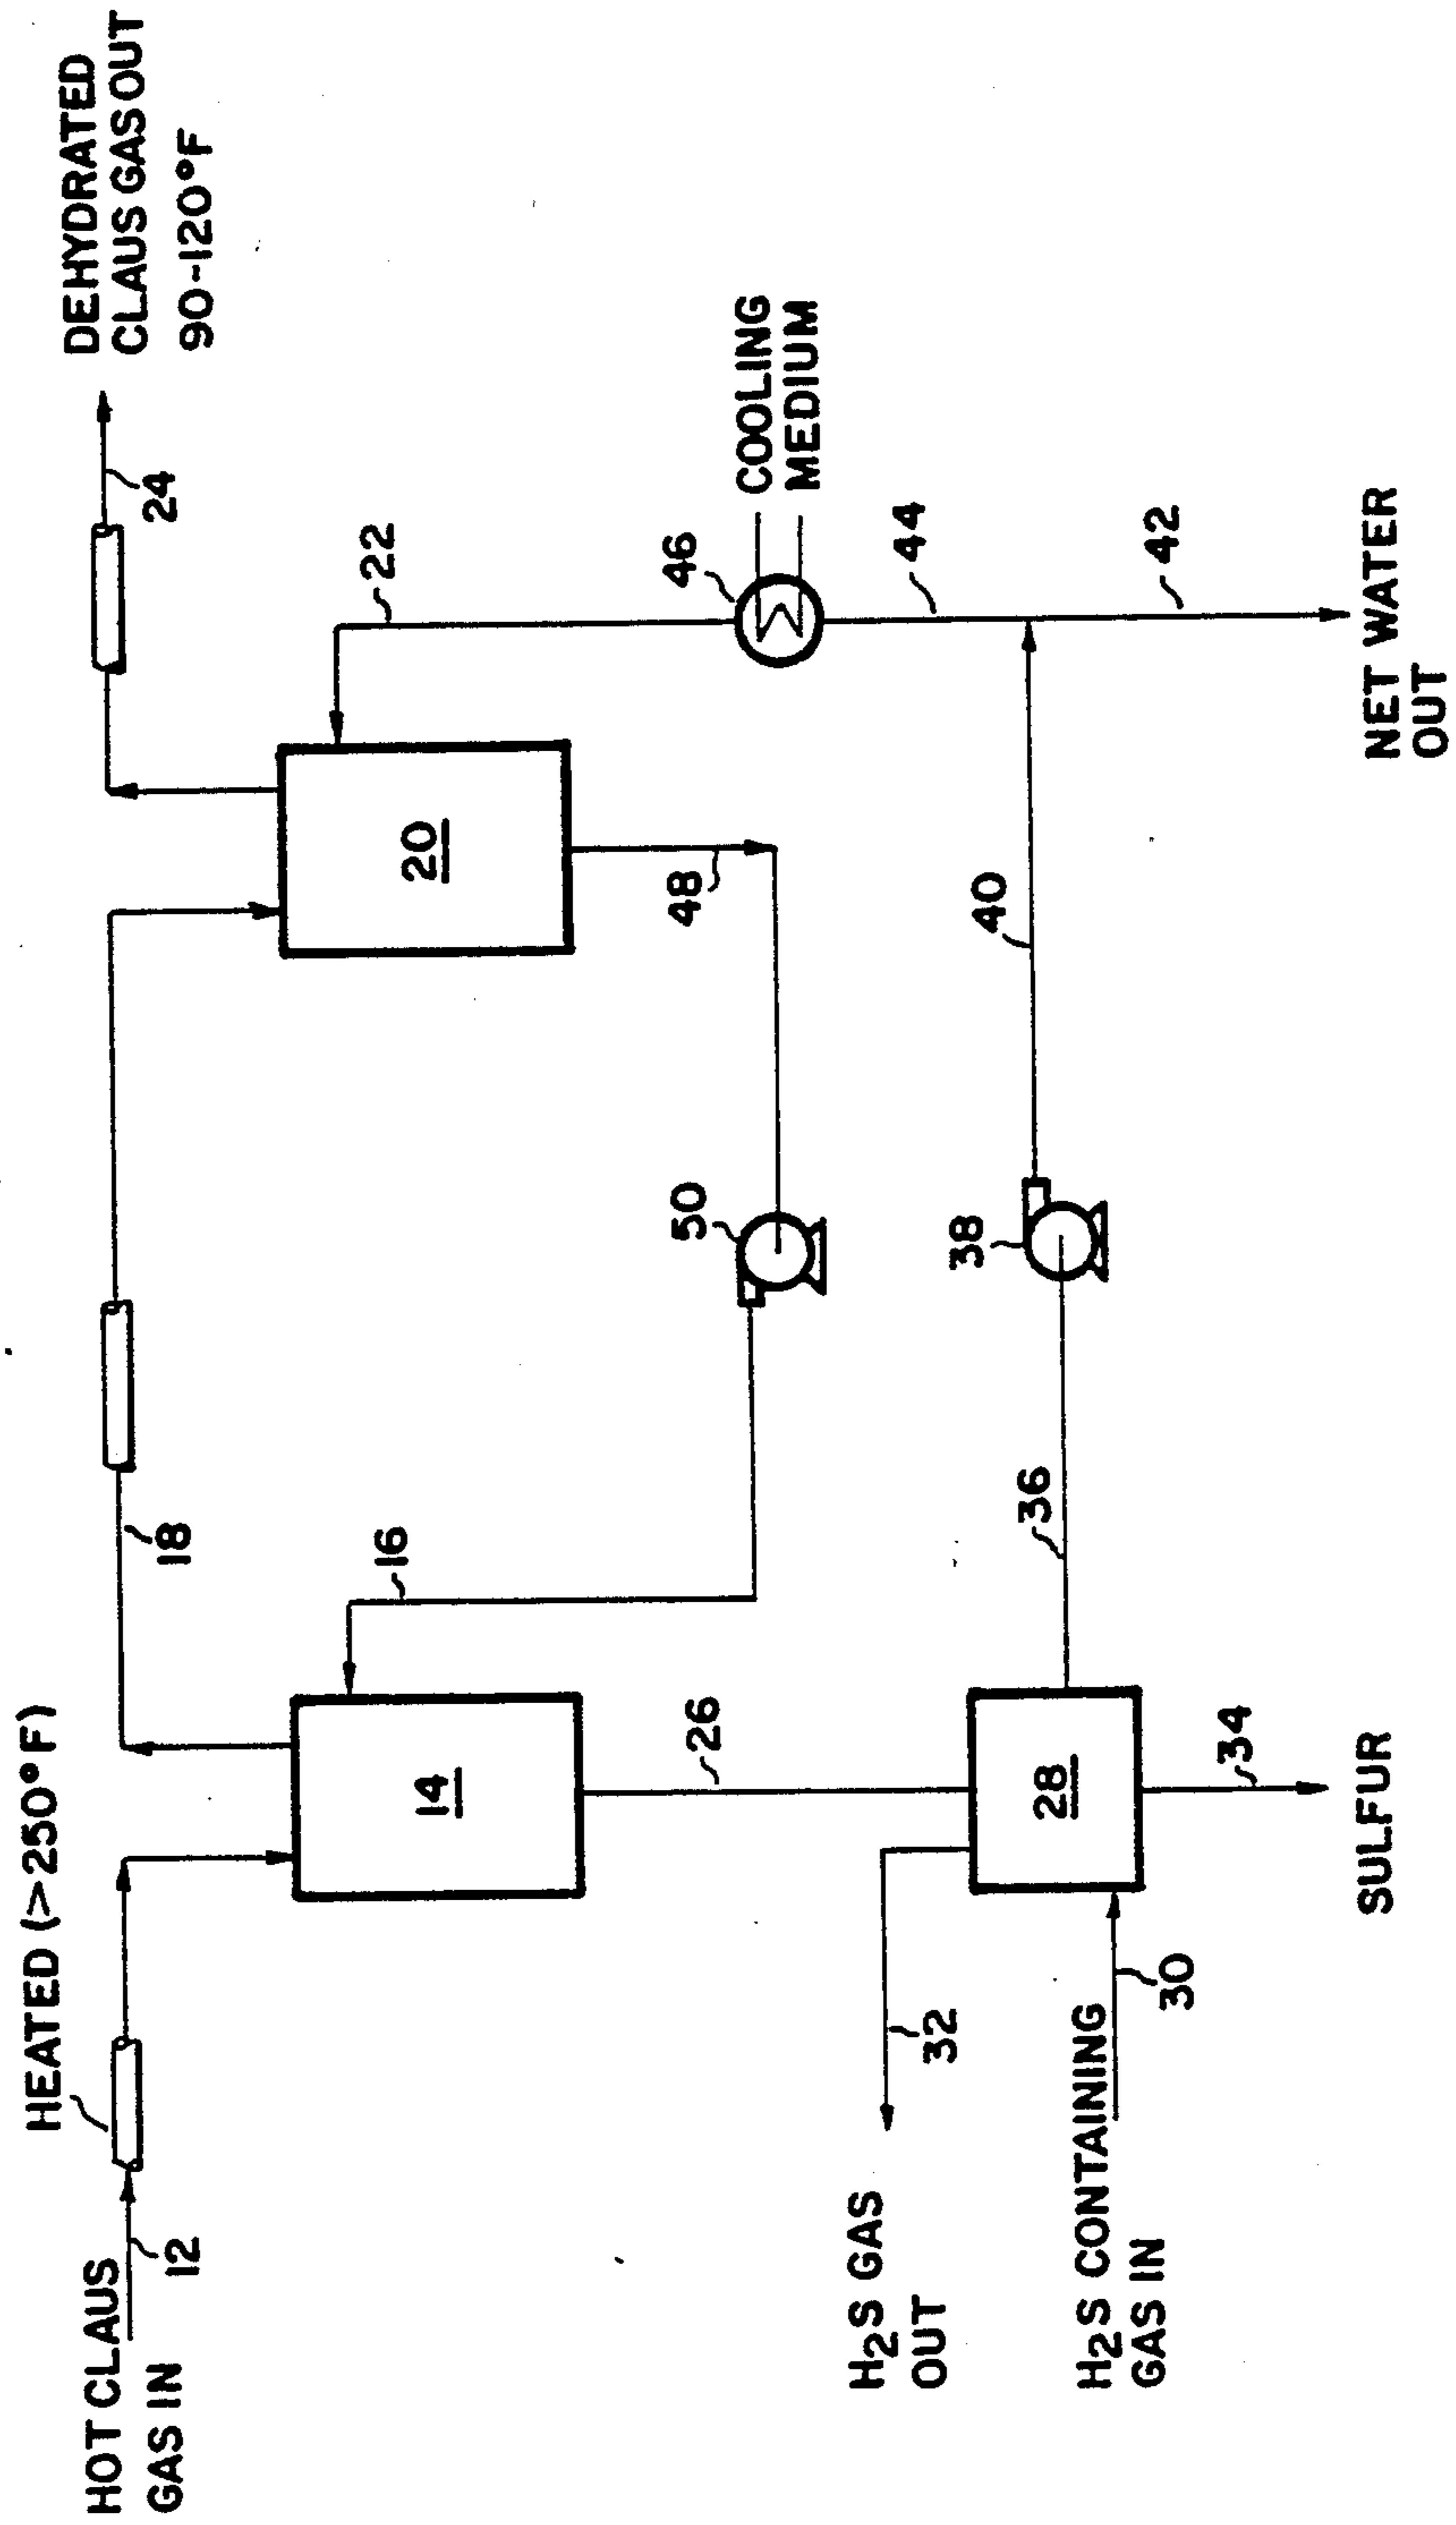 HOT CLAUS
GAS IN
12
HEATED (>250°F)
14
16
18
20
22
24
DEHYDRATED
CLAUS GAS OUT
90-120°F
26
28
H2S GAS
OUT
32
H2S CONTAINING
GAS IN
30
34
SULFUR
36
38
40
50
48
46
COOLING
MEDIUM
44
42
NET WATER
OUT